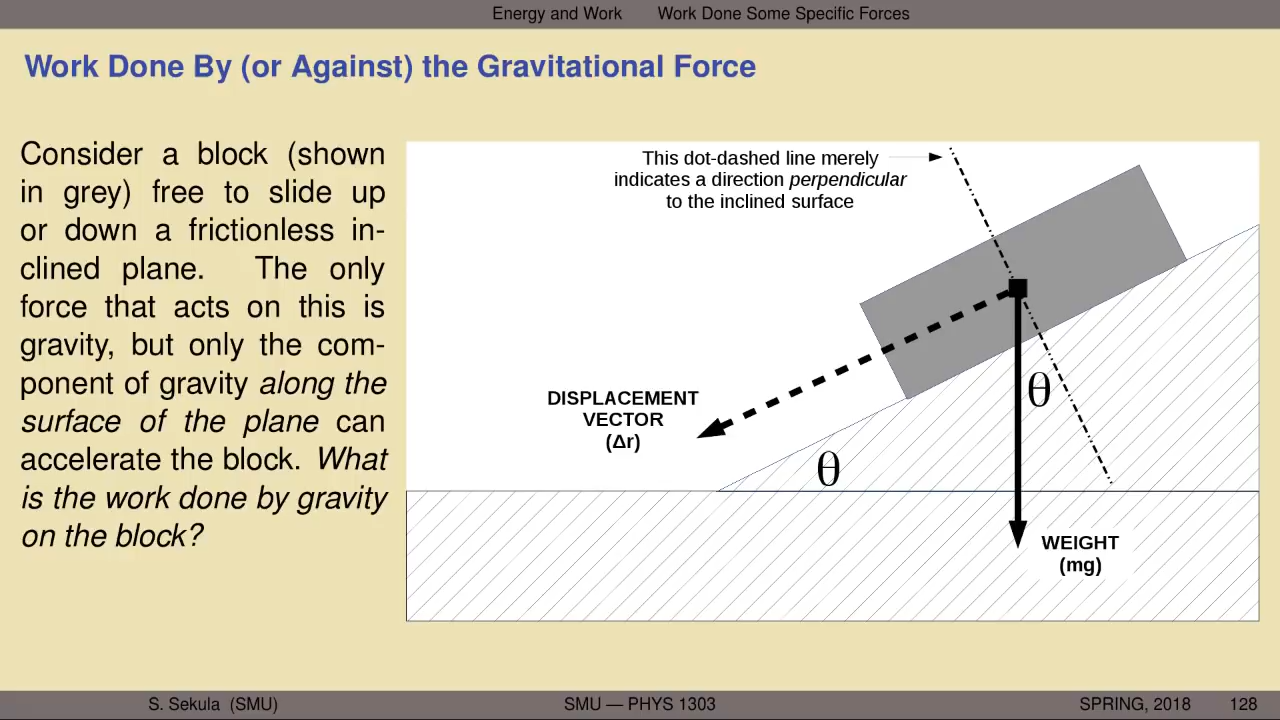 Energy and Work Work Done Some Specific Forces
Work Done By (or Against) the Gravitational Force
Consider a block (shown
in grey) free to slide up
or down a frictionless in-
clined plane. The only
force that acts on this is
gravity, but only the com-
ponent of gravity along the
surface of the plane can
accelerate the block. What
is the work done by gravity
on the block?
This dot-dashed line merely
indicates a direction perpendicular
to the inclined surface
DISPLACEMENT
VECTOR
(Δr)
θ
θ
WEIGHT
(mg)
S. Sekula (SMU) SMU — PHYS 1303 SPRING, 2018 128